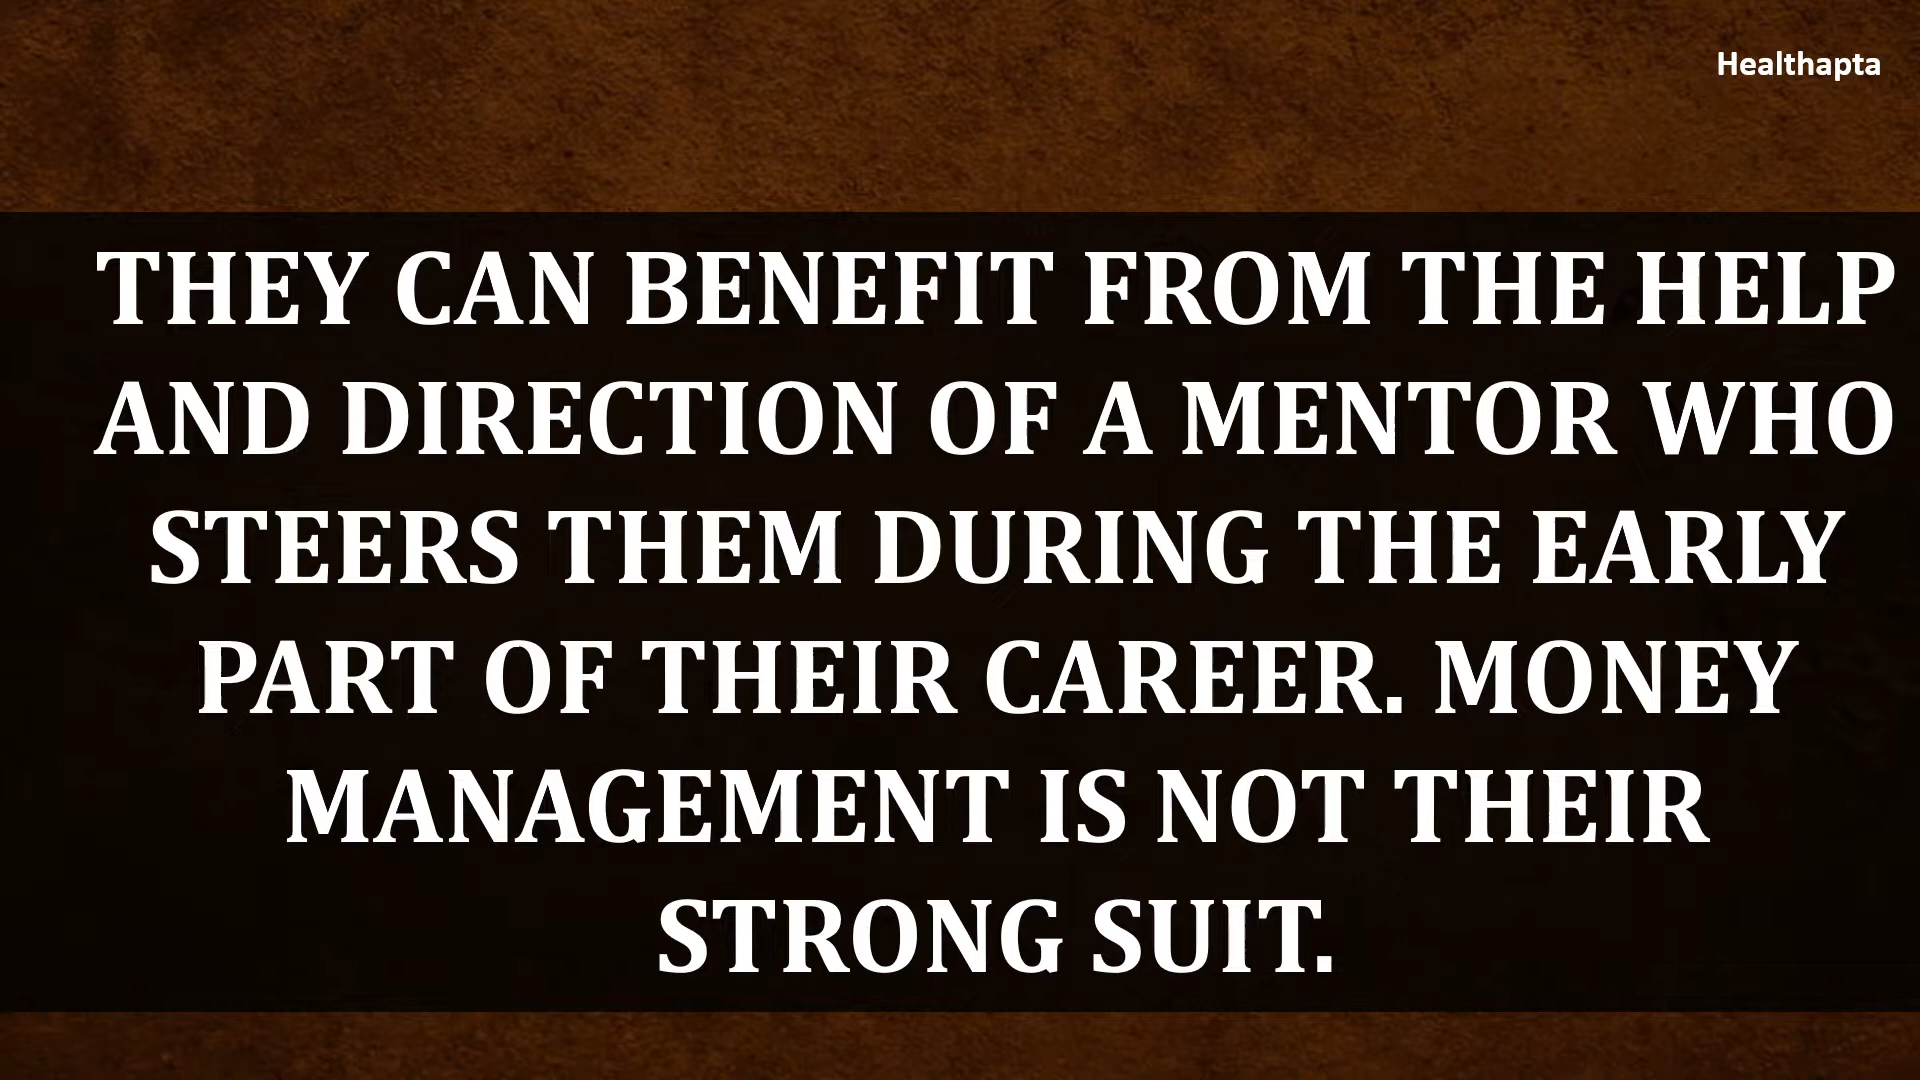 Healthapta
THEY CAN BENEFIT FROM THE HELP
AND DIRECTION OF A MENTOR WHO
STEERS THEM DURING THE EARLY
PART OF THEIR CAREER. MONEY
MANAGEMENT IS NOT THEIR
STRONG SUIT.